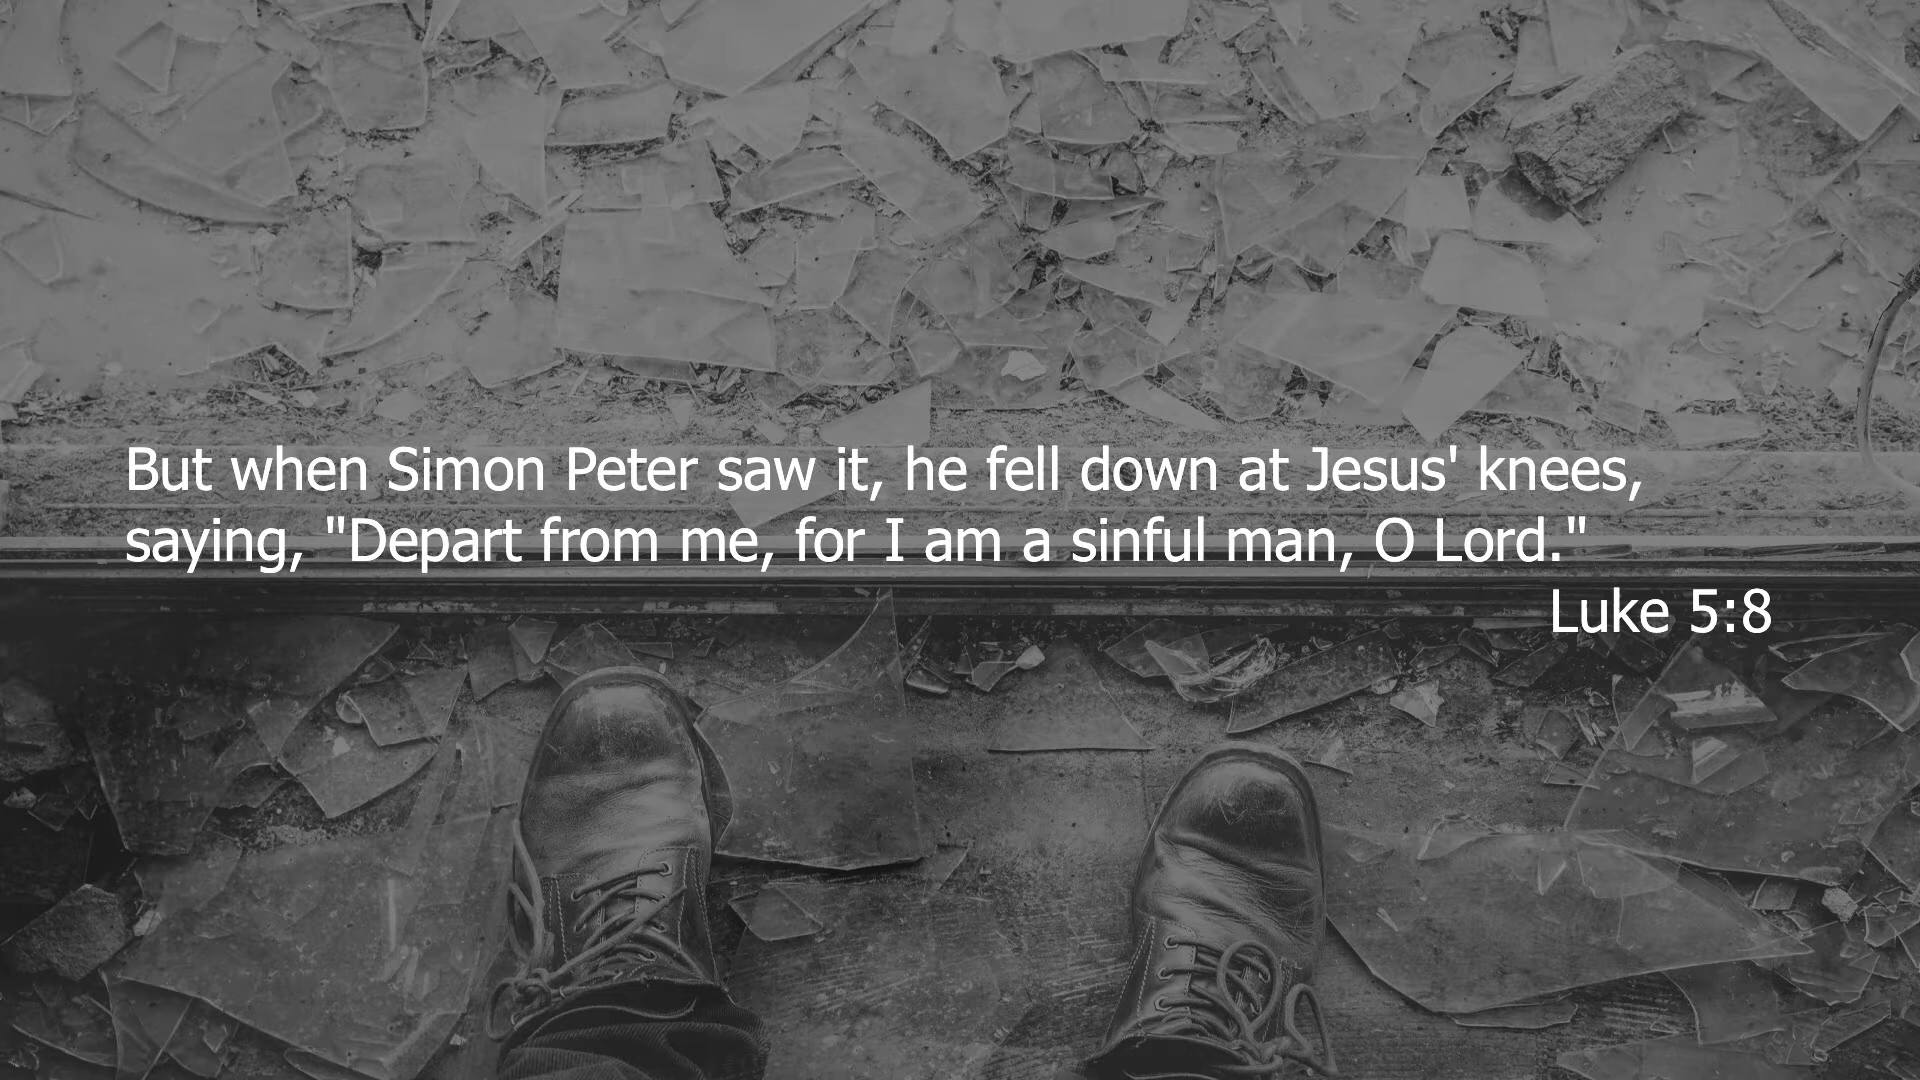 But when Simon Peter saw it, he fell down at Jesus' knees,
saying, "Depart from me, for I am a sinful man, O Lord."
Luke 5:8